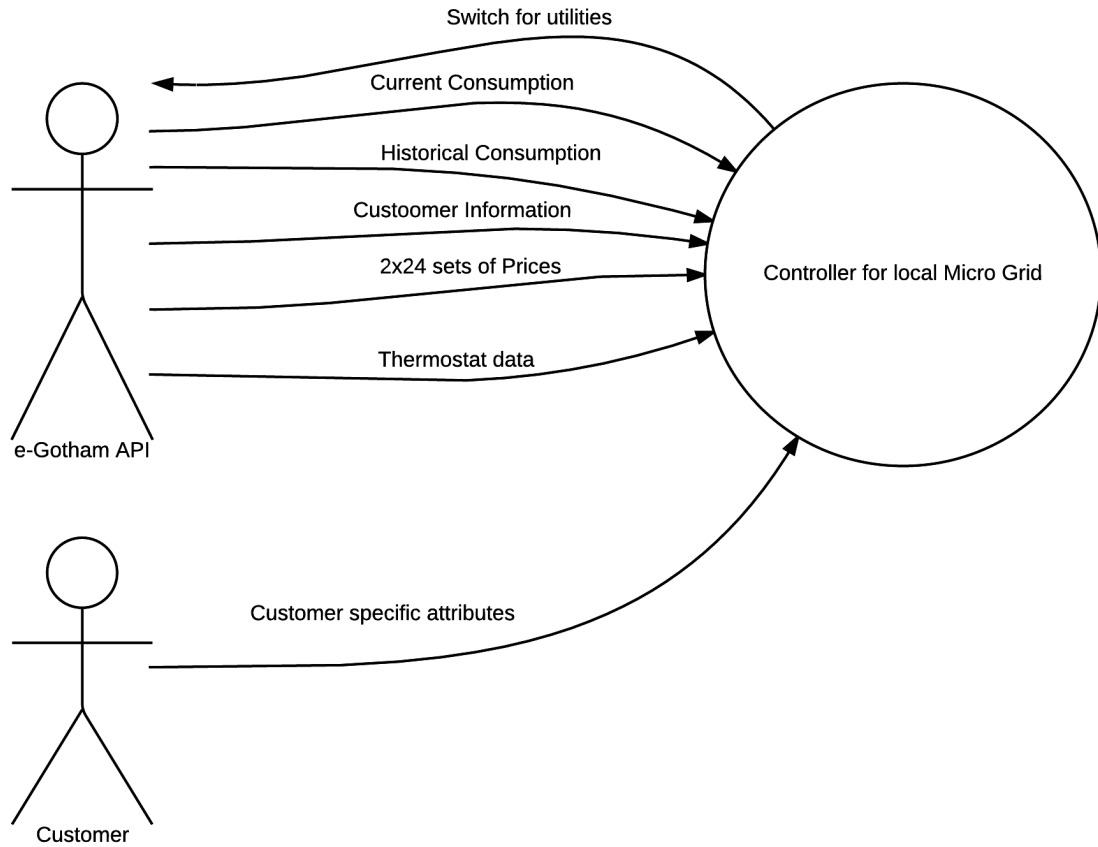 Switch for utilities
Current Consumption
Historical Consumption
Custoomer Information
2x24 sets of Prices
Controller for local Micro Grid
Thermostat data
e-Gotham API
Customer specific attributes
Customer